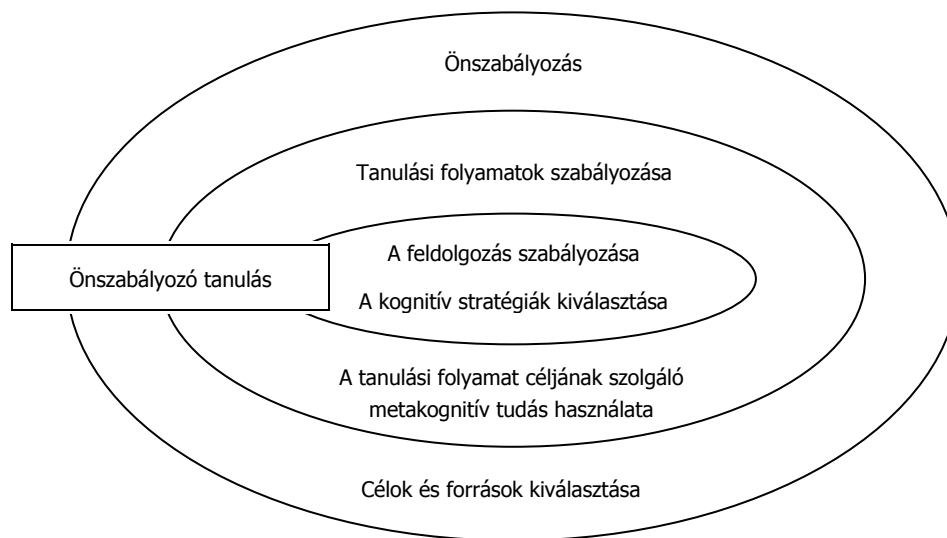 Önszabályozás
Tanulási folyamatok szabályozása
A feldolgozás szabályozása
Önszabályozó tanulás
A kognitív stratégiák kiválasztása
A tanulási folyamat céljának szolgáló
metakognitív tudás használata
Célok és források kiválasztása